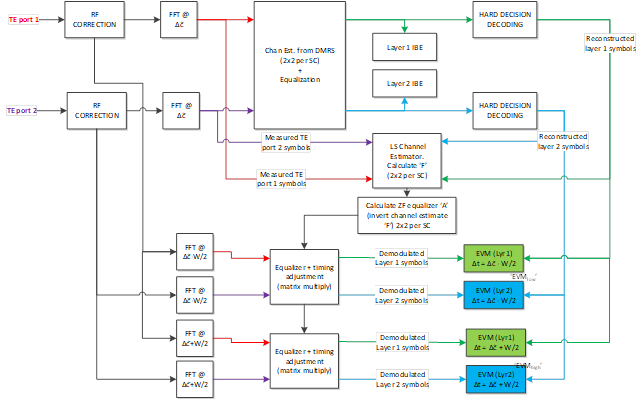 TE port 1
RF
CORRECTION
FFT @
Δc̃
Chan Est. from DMRS
(2x2 per SC)
+
Equalization
HARD DECISION
DECODING
Reconstructed
layer 1 symbols
Layer 1 IBE
Layer 2 IBE
TE port 2
RF
CORRECTION
FFT @
Δc̃
HARD DECISION
DECODING
Measured TE
port 2 symbols
LS Channel
Estimator.
Calculate 'F'
(2x2 per SC)
Reconstructed
layer 2 symbols
Measured TE
port 1 symbols
Calculate ZF equalizer 'A'
(invert channel estimate
'F') 2x2 per SC
FFT @
Δc̃-W/2
Equalizer + timing
adjustment
(matrix multiply)
Demodulated
Layer 1 symbols
EVM (Lyr1)
Δt = Δc̃ - W/2
'EVMlow'
FFT @
Δc̃-W/2
Demodulated
Layer 2 symbols
EVM (Lyr2)
Δt = Δc̃ - W/2
FFT @
Δc̃+W/2
Equalizer + timing
adjustment
(matrix multiply)
Demodulated
Layer 1 symbols
EVM (Lyr1)
Δt = Δc̃ + W/2
'EVMhigh'
FFT @
Δc̃+W/2
Demodulated
Layer 2 symbols
EVM (Lyr2)
Δt = Δc̃ + W/2